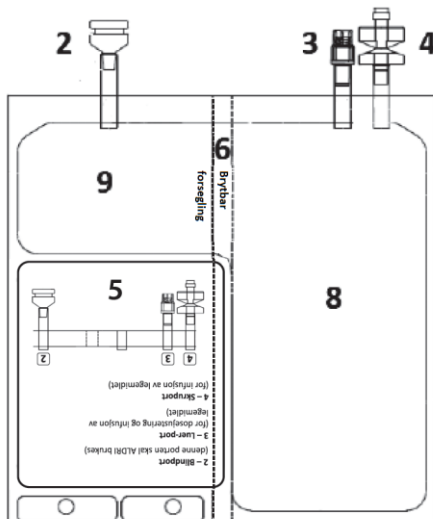 2
3
4
6
Brytbar
forsegling
9
5
8
2 – Blindport
(denne porten skal ALDRI brukes)
3 – Luer-port
(for dosejustering og infusjon av
legemidlet)
4 – Skruport
(for infusjon av legemidlet)
4 3 2